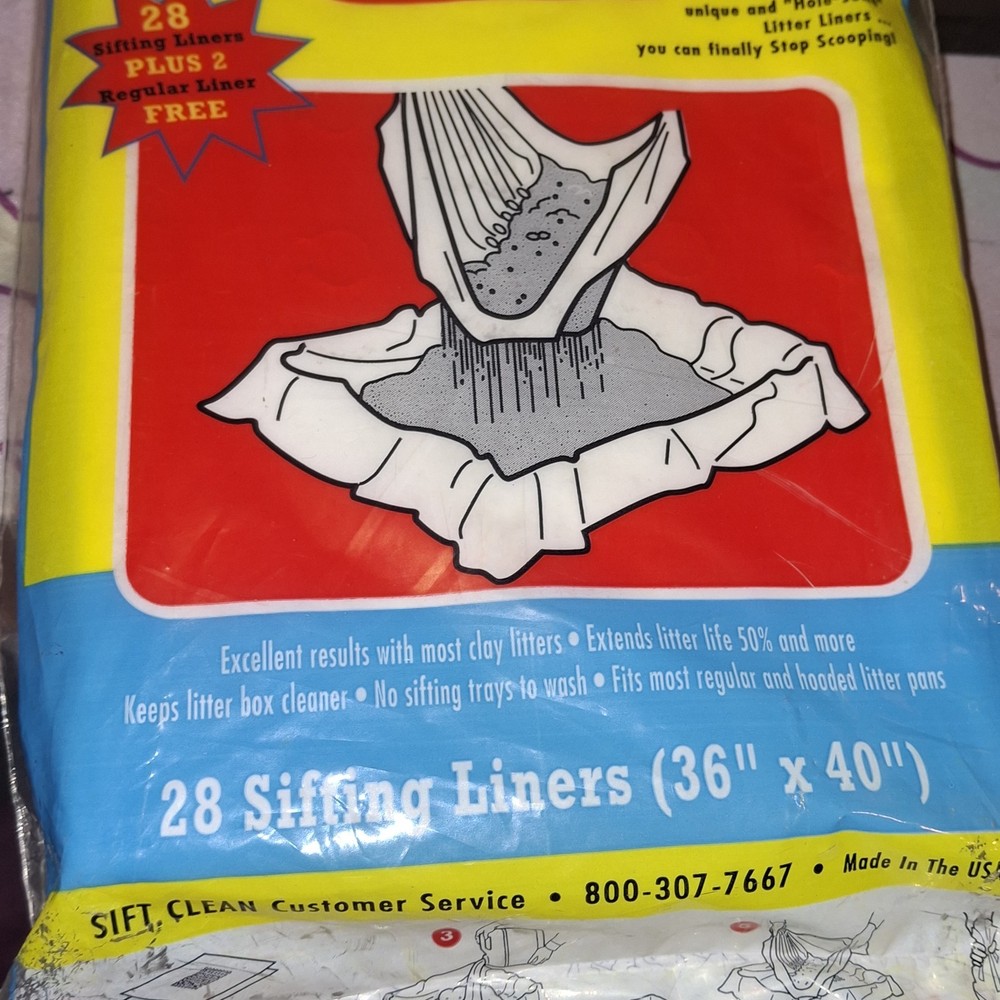 28
Sifting Liners
PLUS 2
Regular Liner
FREE
unique and
Litter Liners ...
you can finally Stop Scooping!
Excellent results with most clay litters • Extends litter life 50% and more
Keeps litter box cleaner • No sifting trays to wash • Fits most regular and hooded litter pans
28 Sifting Liners (36" x 40")
SIFT, CLEAN Customer Service • 800-307-7667 • Made In The USA
3